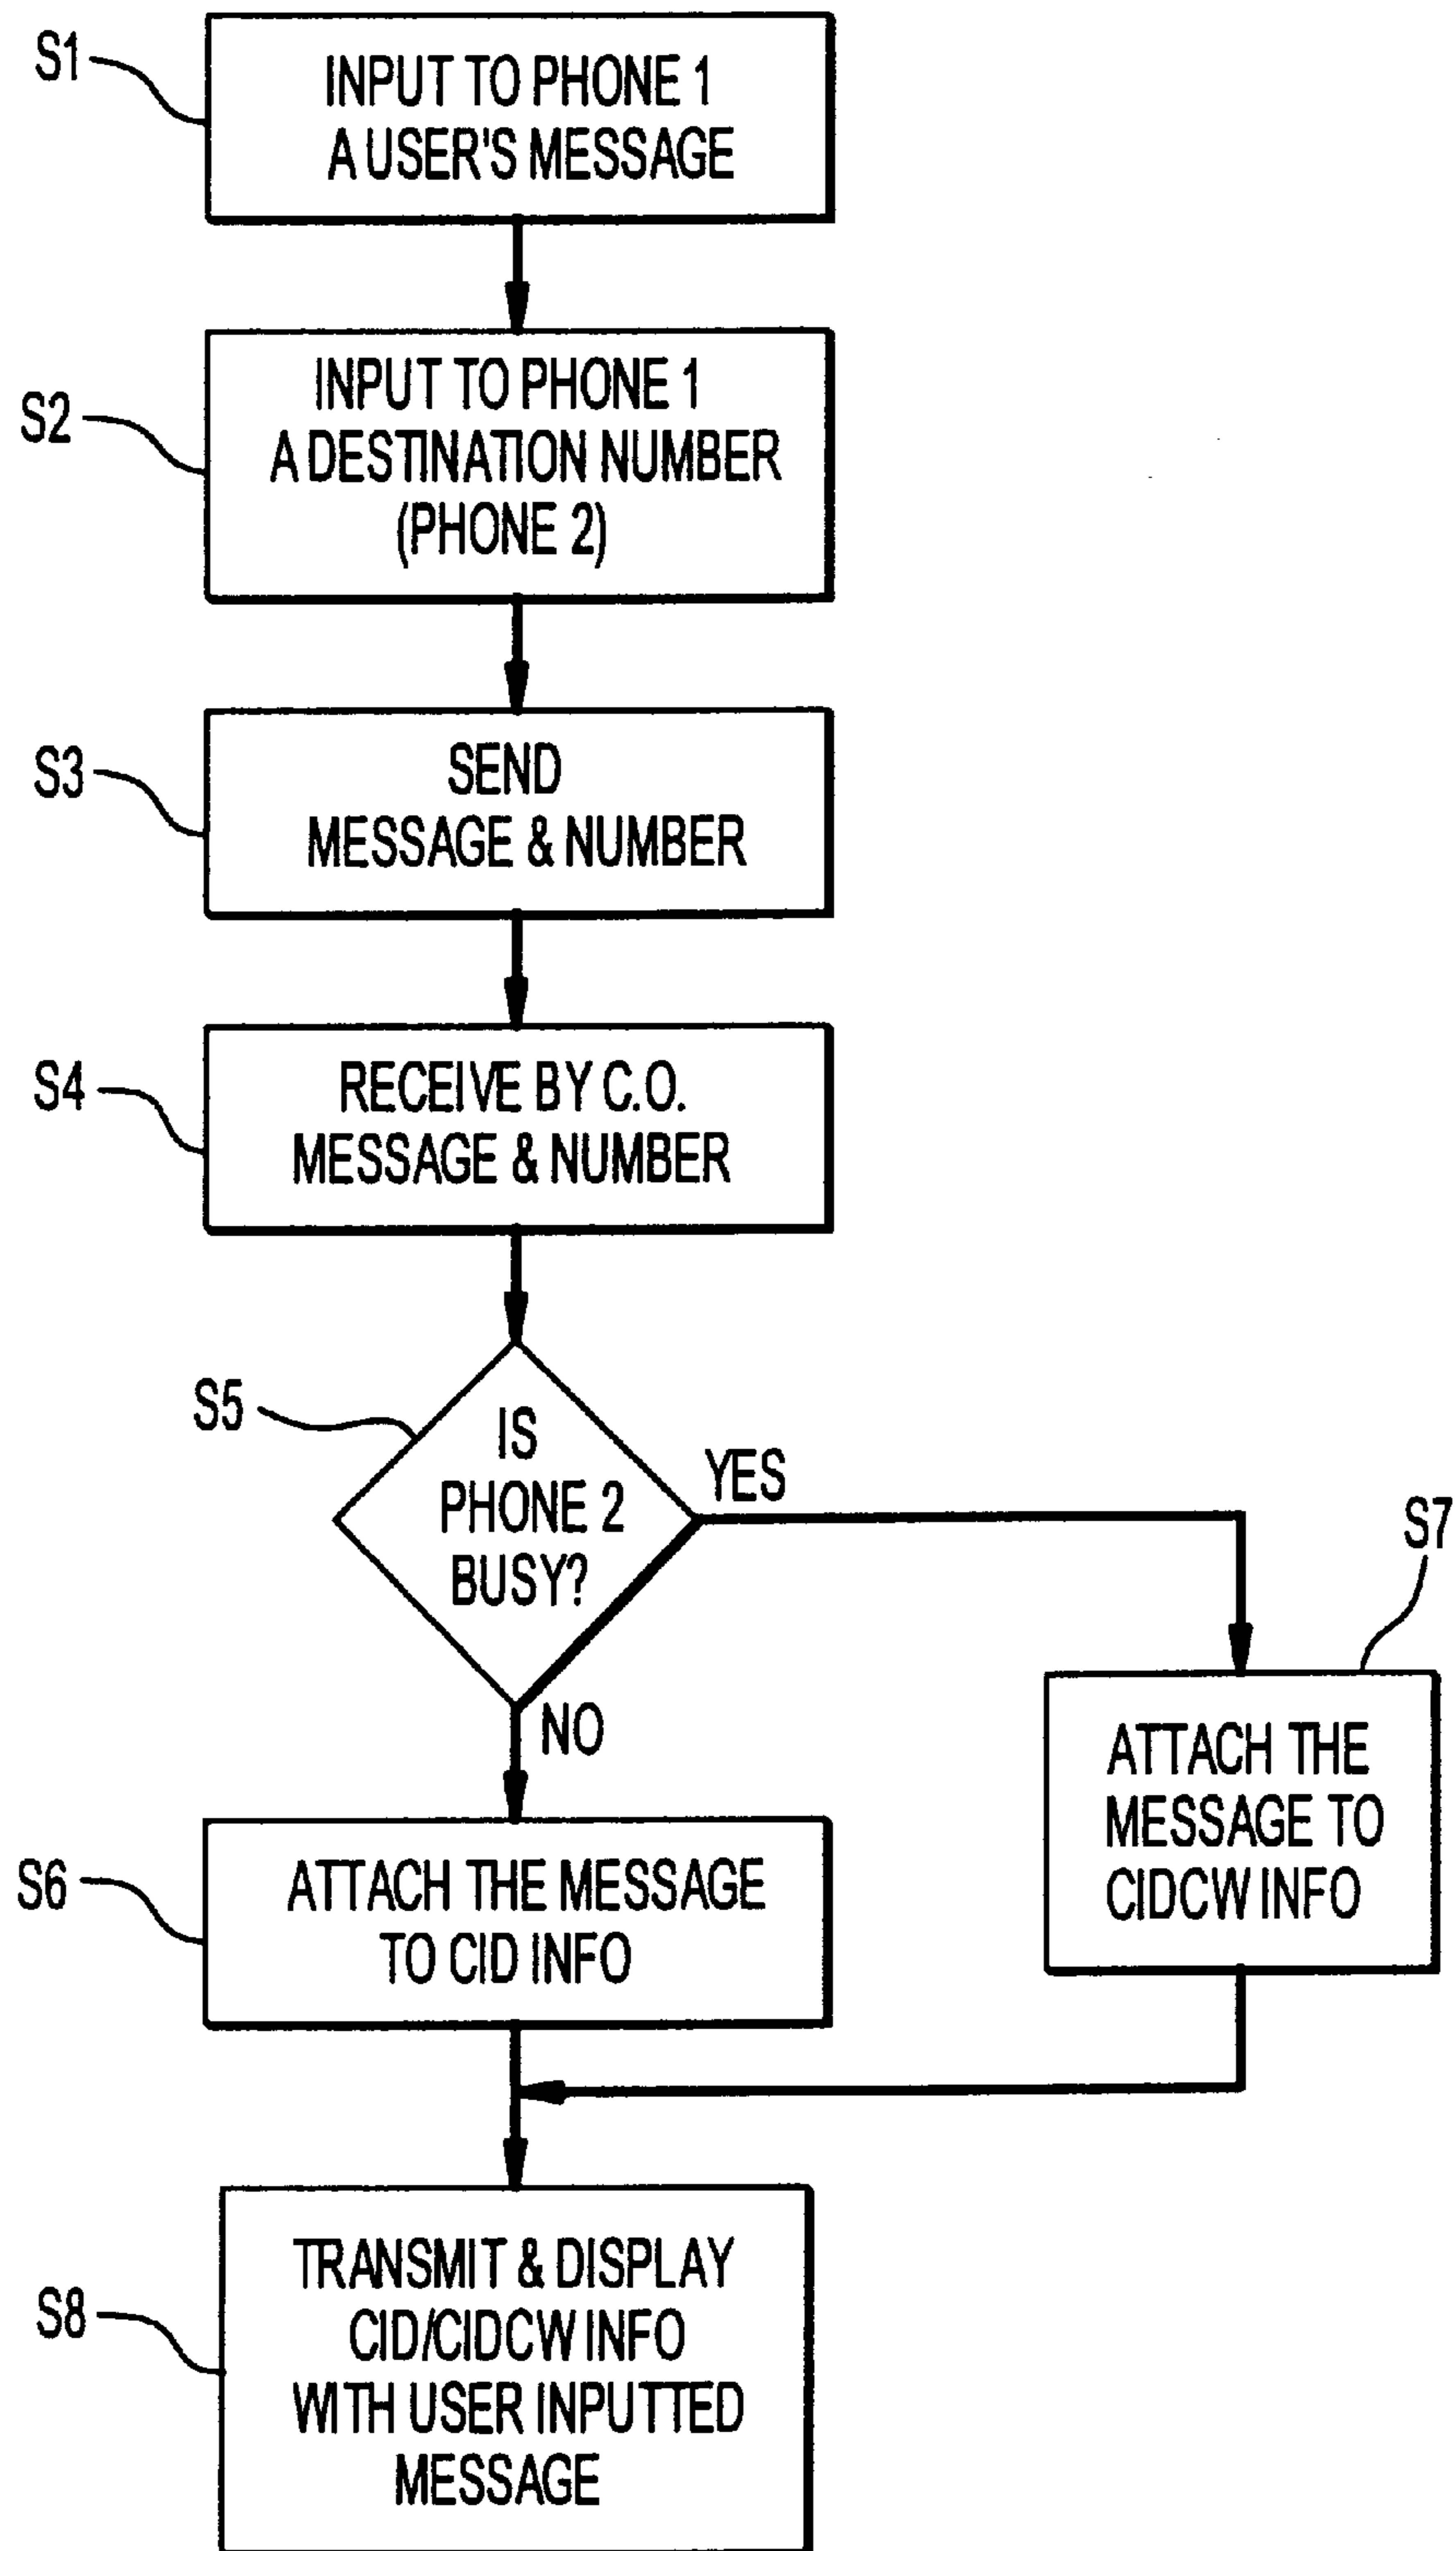 S1
INPUT TO PHONE 1
A USER'S MESSAGE
S2
INPUT TO PHONE 1
A DESTINATION NUMBER
(PHONE 2)
S3
SEND
MESSAGE & NUMBER
S4
RECEIVE BY C.O.
MESSAGE & NUMBER
S5
IS
PHONE 2
BUSY?
YES
NO
S7
ATTACH THE
MESSAGE TO
CIDCW INFO
S6
ATTACH THE MESSAGE
TO CID INFO
S8
TRANSMIT & DISPLAY
CID/CIDCW INFO
WITH USER INPUTTED
MESSAGE